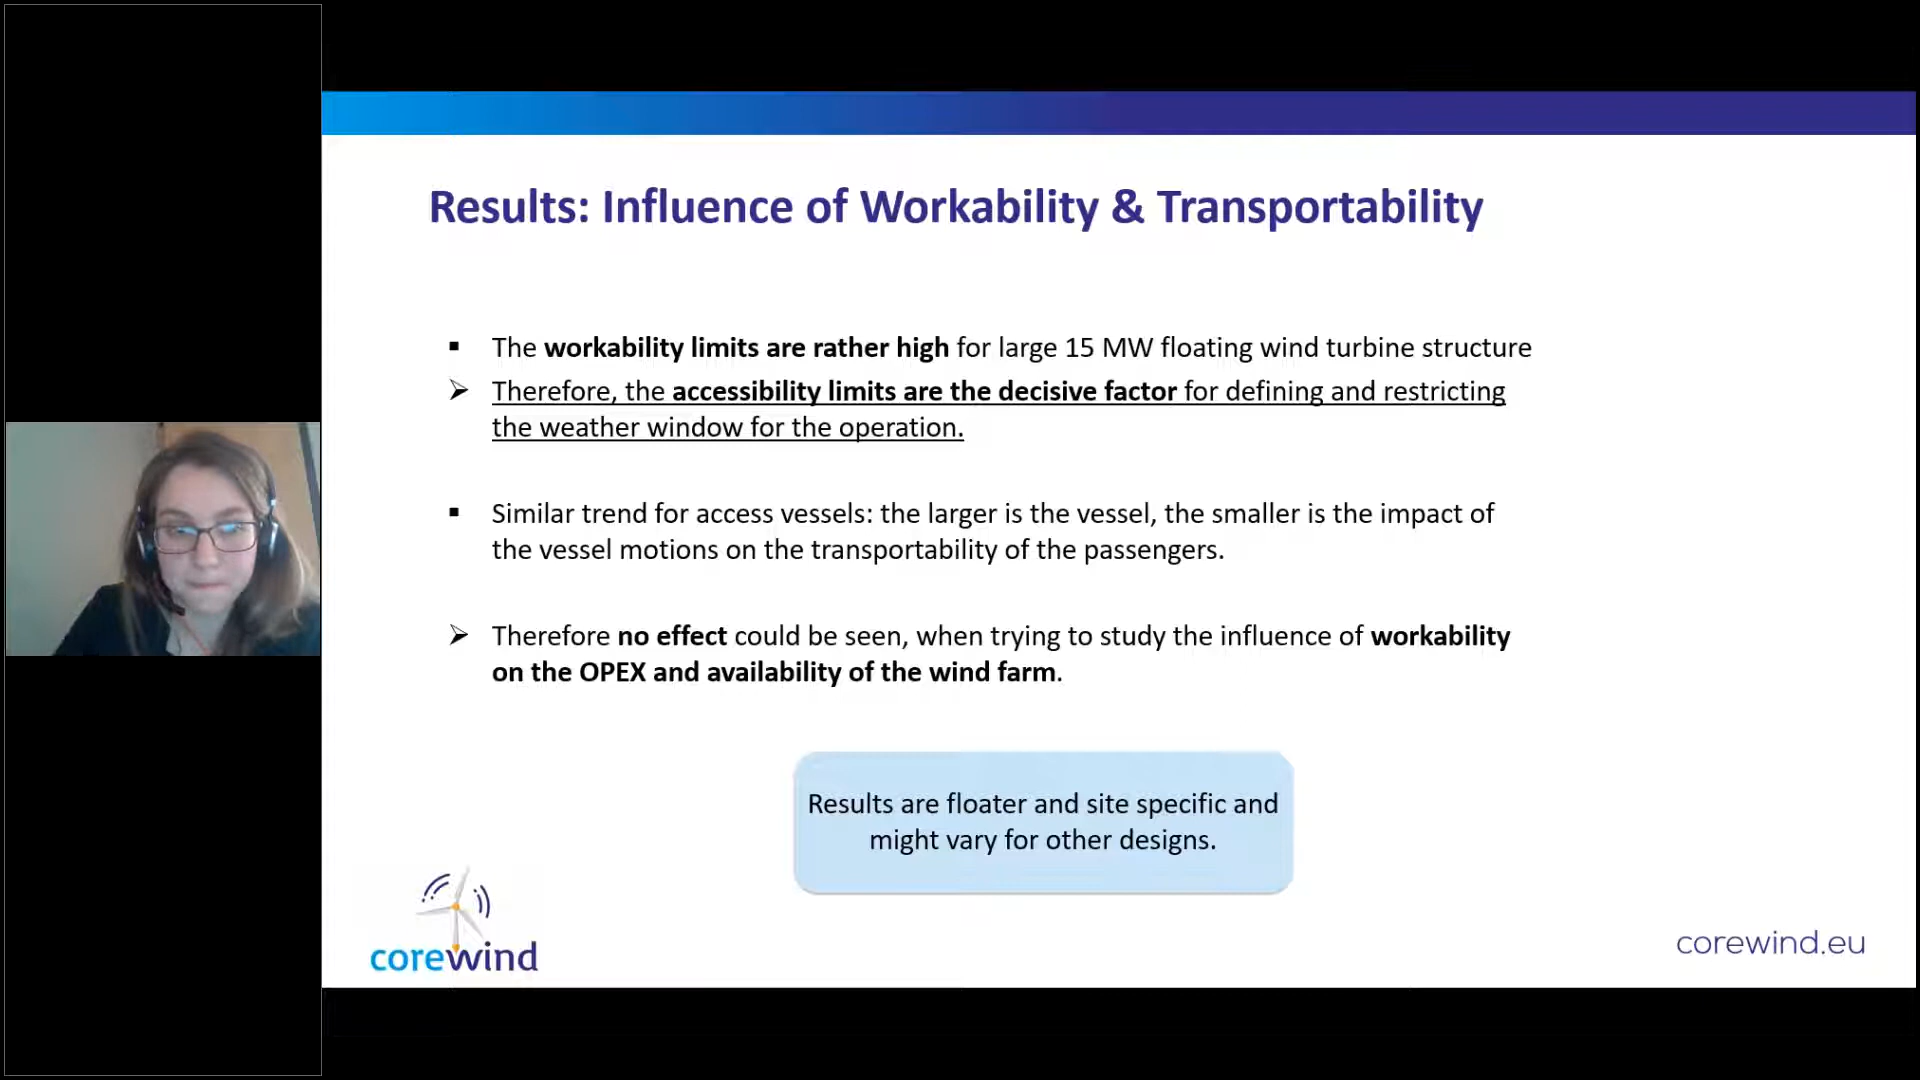 Results: Influence of Workability & Transportability
▪ The workability limits are rather high for large 15 MW floating wind turbine structure
➢ Therefore, the accessibility limits are the decisive factor for defining and restricting
the weather window for the operation.
▪ Similar trend for access vessels: the larger is the vessel, the smaller is the impact of
the vessel motions on the transportability of the passengers.
➢ Therefore no effect could be seen, when trying to study the influence of workability
on the OPEX and availability of the wind farm.
Results are floater and site specific and
might vary for other designs.
corewind
corewind.eu